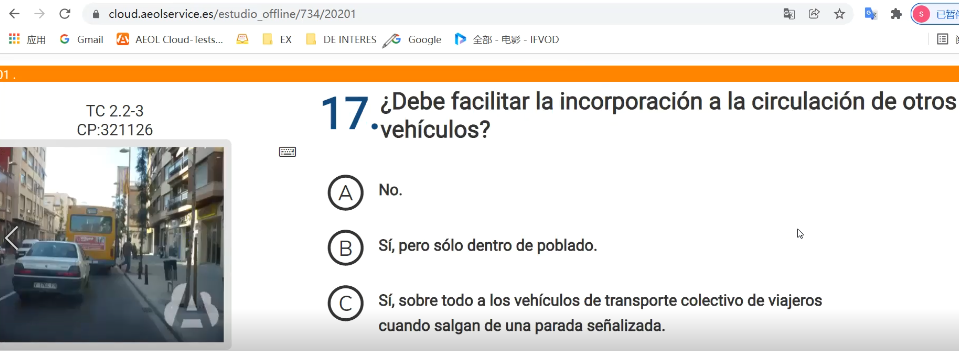 cloud.aeolservice.es/estudio_offline/734/20201
S 已暂停
应用 Gmail AEOL Cloud-Tests... EX DE INTERES Google 全部 - 电影 - IFVOD
01 .
TC 2.2-3
CP:321126
17. ¿Debe facilitar la incorporación a la circulación de otros
vehículos?
A No.
B Sí, pero sólo dentro de poblado.
C Sí, sobre todo a los vehículos de transporte colectivo de viajeros
cuando salgan de una parada señalizada.